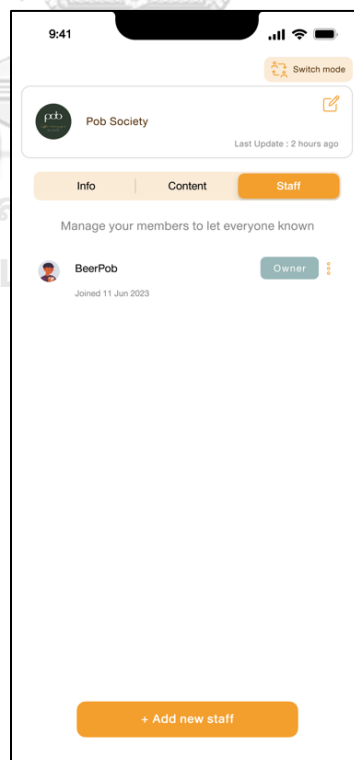 9:41
Switch mode
pob
Pob Society
Last Update : 2 hours ago
Info
Content
Staff
Manage your members to let everyone known
BeerPob
Owner
Joined 11 Jun 2023
+ Add new staff